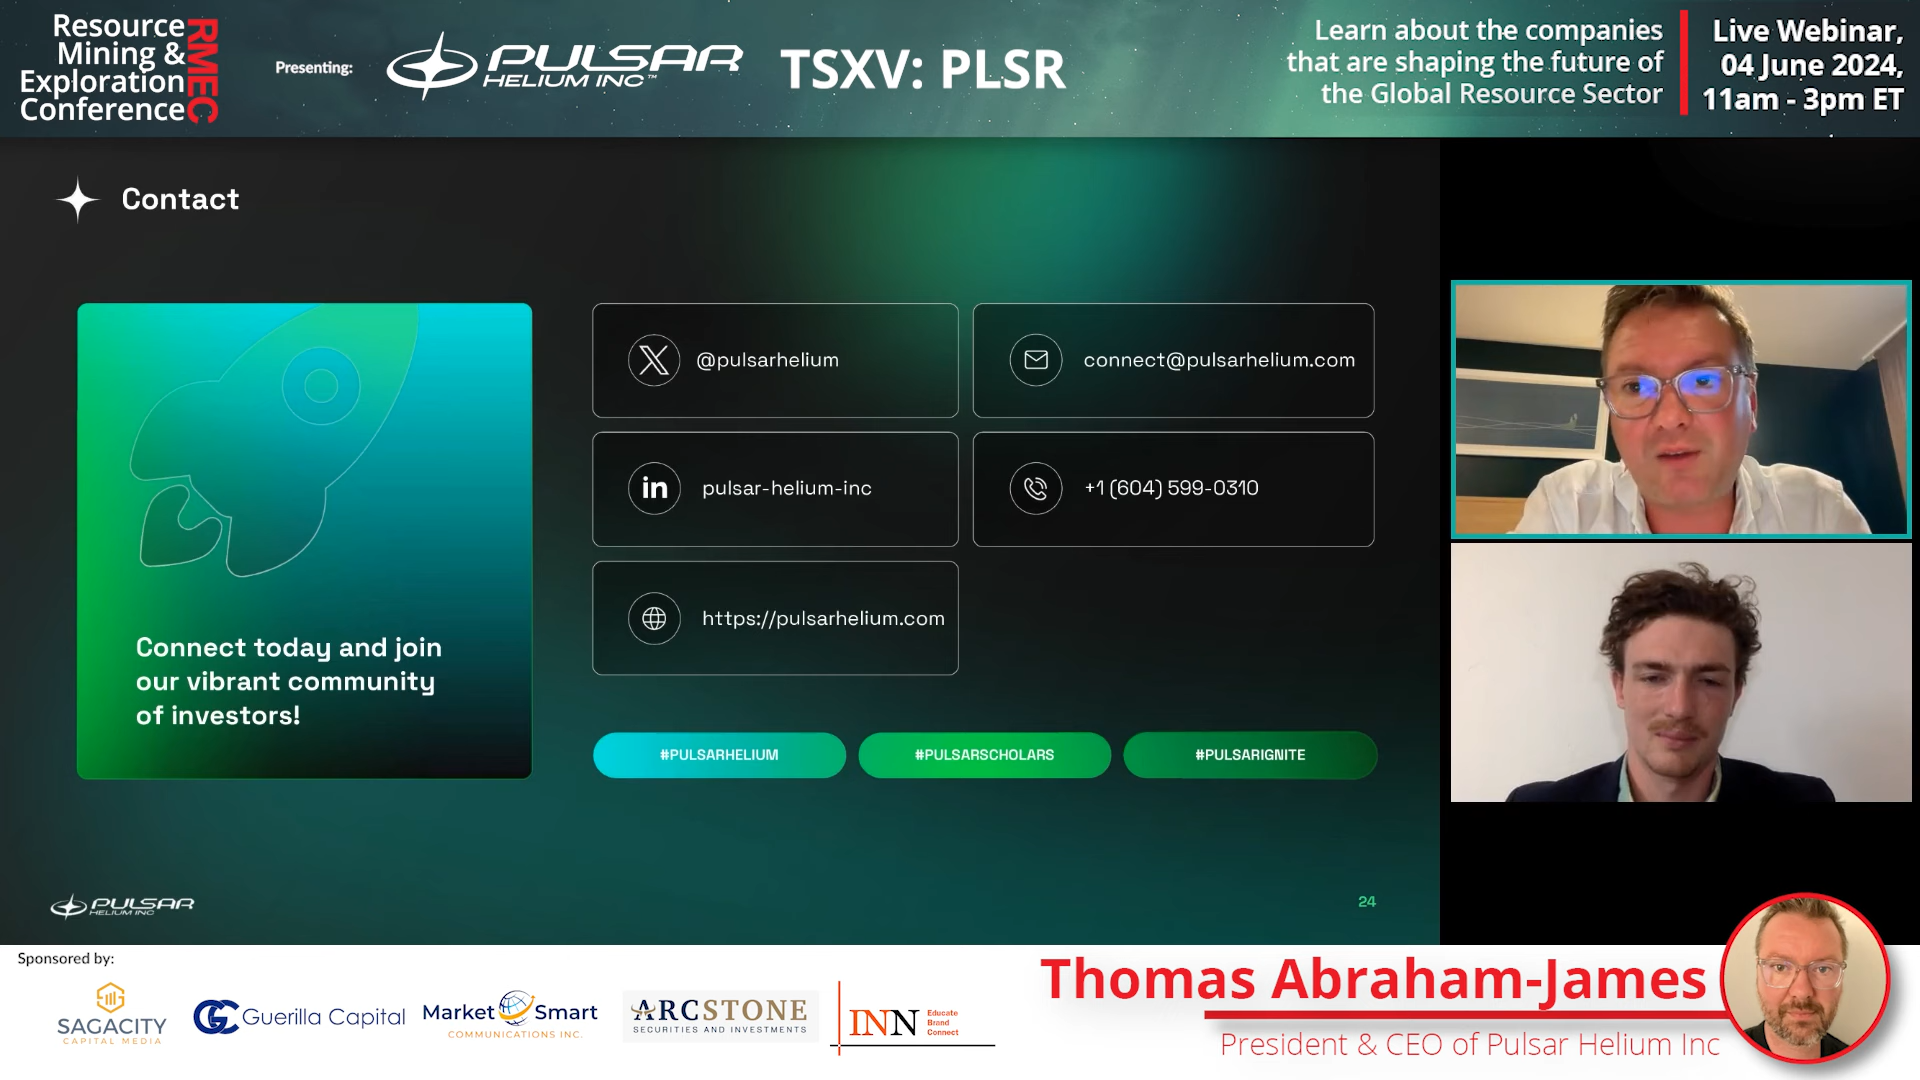 Resource
Mining &
Exploration
Conference
RMEC
Presenting:
PULSAR
HELIUM INC™
TSXV: PLSR
Learn about the companies
that are shaping the future of
the Global Resource Sector
Live Webinar,
04 June 2024,
11am - 3pm ET
Contact
Connect today and join
our vibrant community
of investors!
@pulsarhelium
connect@pulsarhelium.com
in
pulsar-helium-inc
+1 (604) 599-0310
https://pulsarhelium.com
#PULSARHELIUM
#PULSARSCHOLARS
#PULSARIGNITE
PULSAR
HELIUM INC
24
Sponsored by:
SAGACITY
CAPITAL MEDIA
GC Guerilla Capital
Market Smart
COMMUNICATIONS INC.
ARCSTONE
SECURITIES AND INVESTMENTS
INN
Educate
Brand
Connect
Thomas Abraham-James
President & CEO of Pulsar Helium Inc